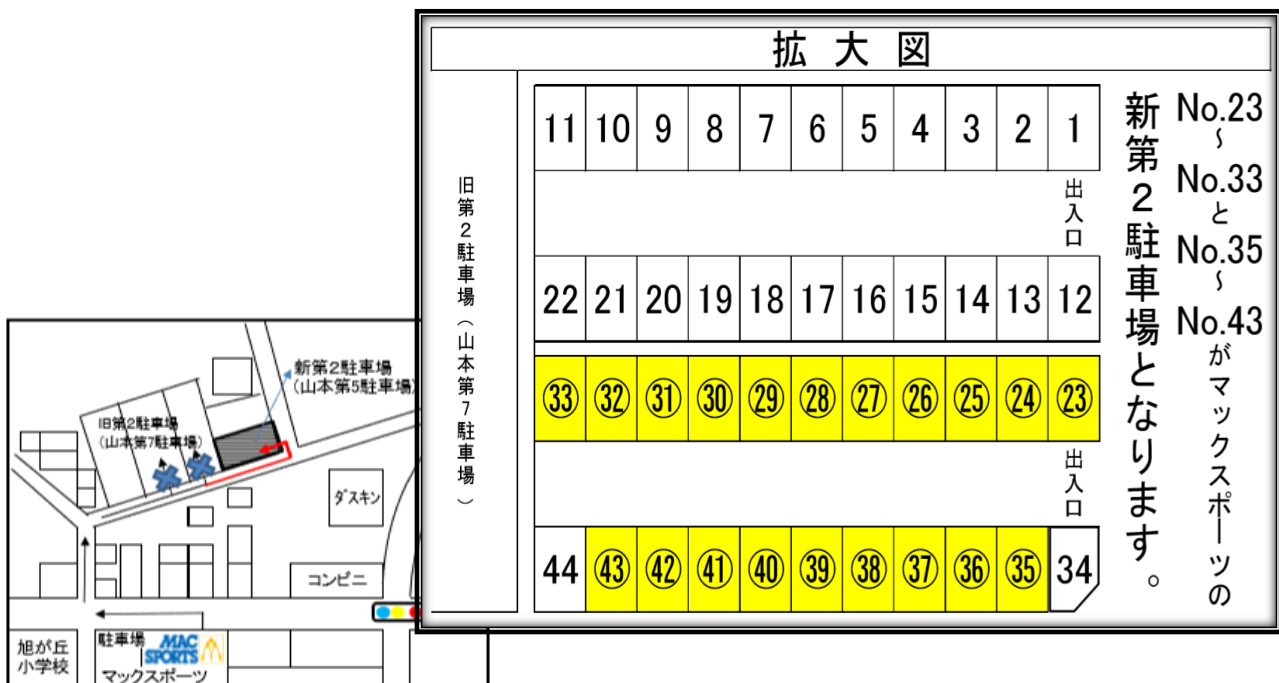 拡大図
11 10 9 8 7 6 5 4 3 2 1
出入口
22 21 20 19 18 17 16 15 14 13 12
㉝ ㉜ ㉛ ㉚ ㉙ ㉘ ㉗ ㉖ ㉕ ㉔ ㉓
出入口
44 ㊸ ㊷ ㊶ ㊵ ㊴ ㊳ ㊲ ㊱ ㉟ 34
旧第2駐車場(山本第7駐車場)
No.23～No.33とNo.35～No.43がマックスポーツの
新第2駐車場となります。
新第2駐車場
(山本第5駐車場)
旧第2駐車場
(山本第7駐車場)
ダスキン
コンビニ
旭が丘
小学校
駐車場
MAC
SPORTS
マックスポーツ